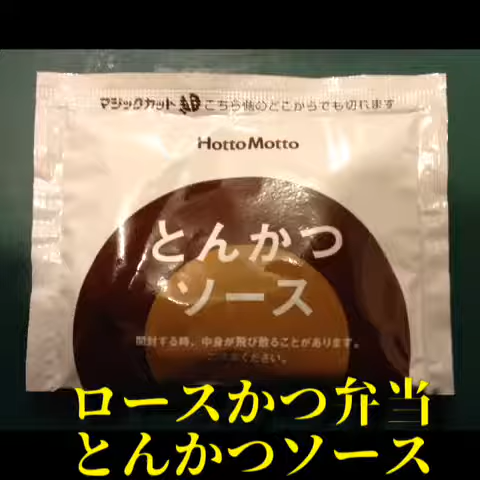 マジックカット こちら側のどこからでも切れます
HottoMotto
とんかつ
ソース
開封する時、中身が飛び散ることがあります。
ご注意ください。
ロースかつ弁当
とんかつソース